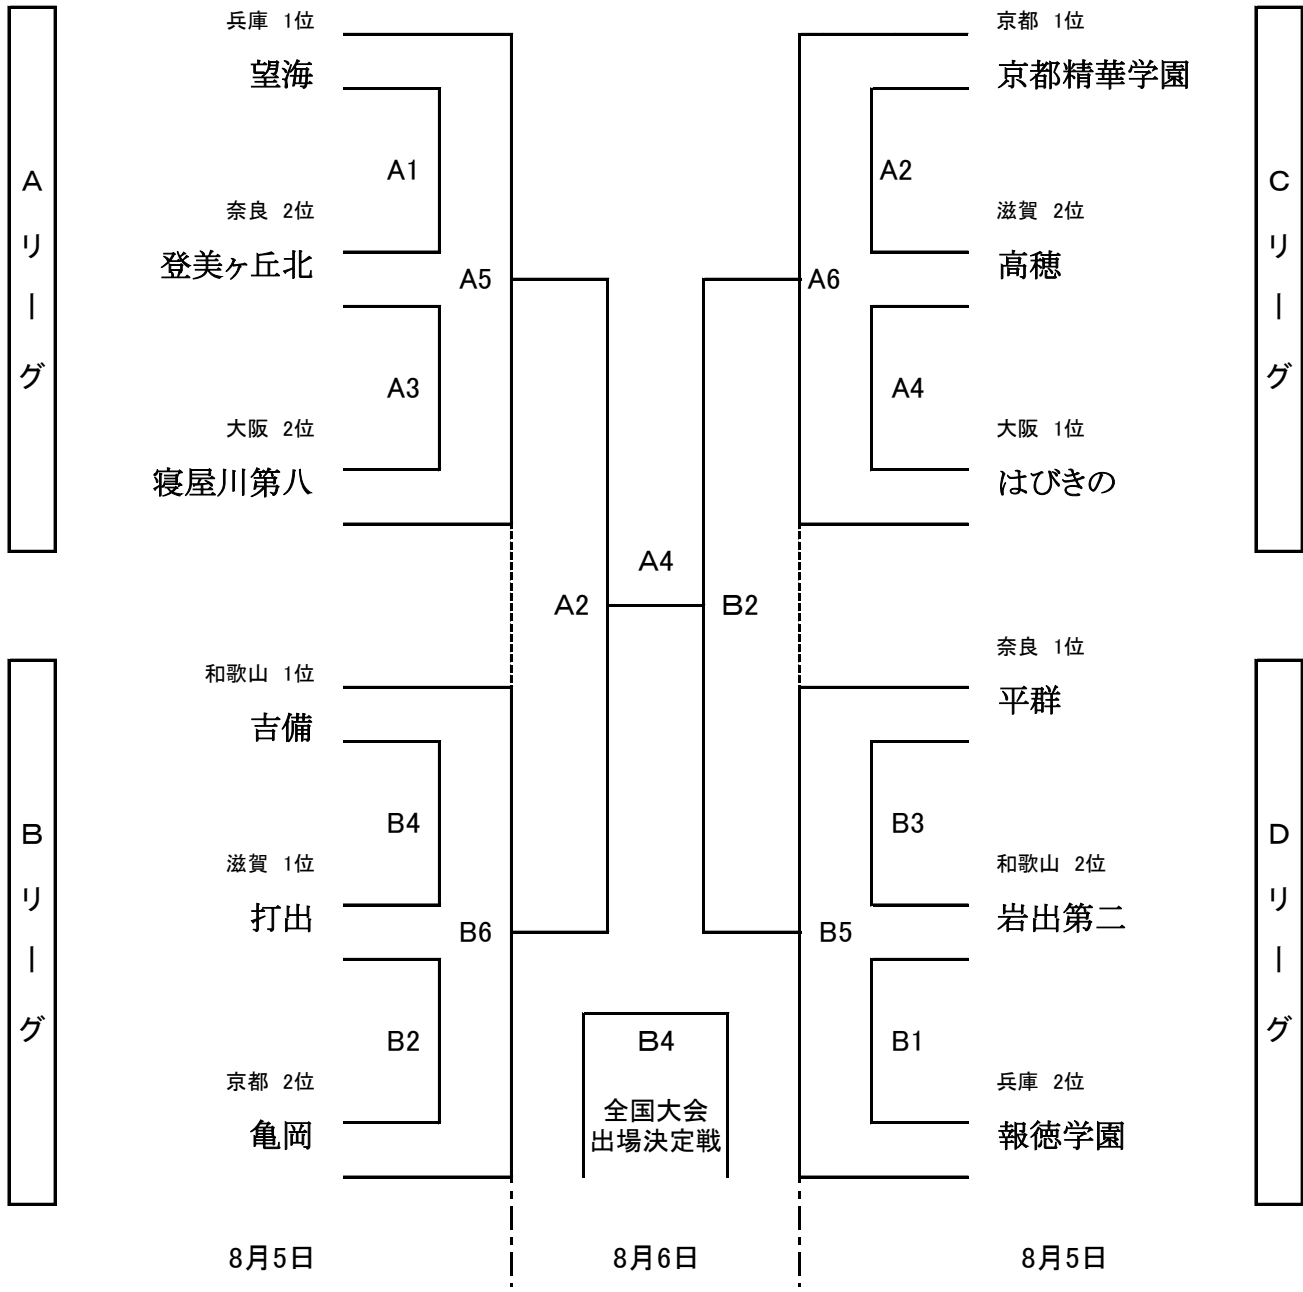 Aリーグ
兵庫 1位
望海
A1
奈良 2位
登美ヶ丘北
A5
A3
大阪 2位
寝屋川第八
Bリーグ
和歌山 1位
吉備
B4
滋賀 1位
打出
B6
B2
京都 2位
亀岡
8月5日
A2
A4
B2
B4
全国大会
出場決定戦
8月6日
Cリーグ
京都 1位
京都精華学園
A2
滋賀 2位
高穂
A6
A4
大阪 1位
はびきの
Dリーグ
奈良 1位
平群
B3
和歌山 2位
岩出第二
B5
B1
兵庫 2位
報徳学園
8月5日